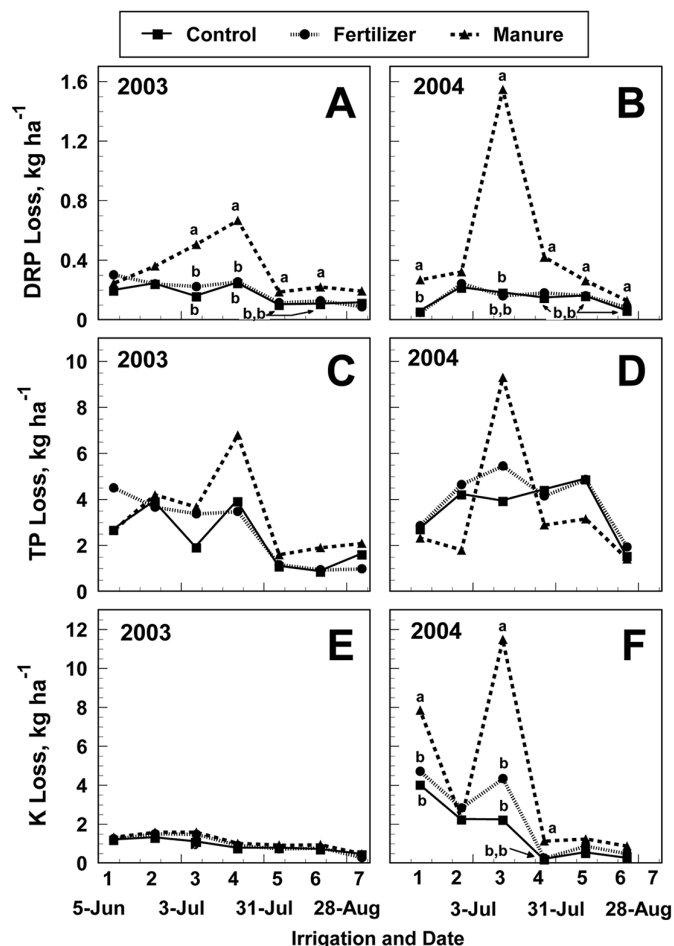 Control Fertilizer Manure
2003 A
2004 B
DRP Loss, kg ha⁻¹
1.6
1.2
0.8
0.4
0
a
a
b
b
b
a
a
b,b
a
b
a
b,b
a
a
b,b
a
2003 C
2004 D
TP Loss, kg ha⁻¹
10
8
6
4
2
0
2003 E
2004 F
K Loss, kg ha⁻¹
12
10
8
6
4
2
0
a
b
b
a
b
b
a
b,b
1 2 3 4 5 6 7 1 2 3 4 5 6 7
5-Jun 3-Jul 31-Jul 28-Aug 3-Jul 31-Jul 28-Aug
Irrigation and Date